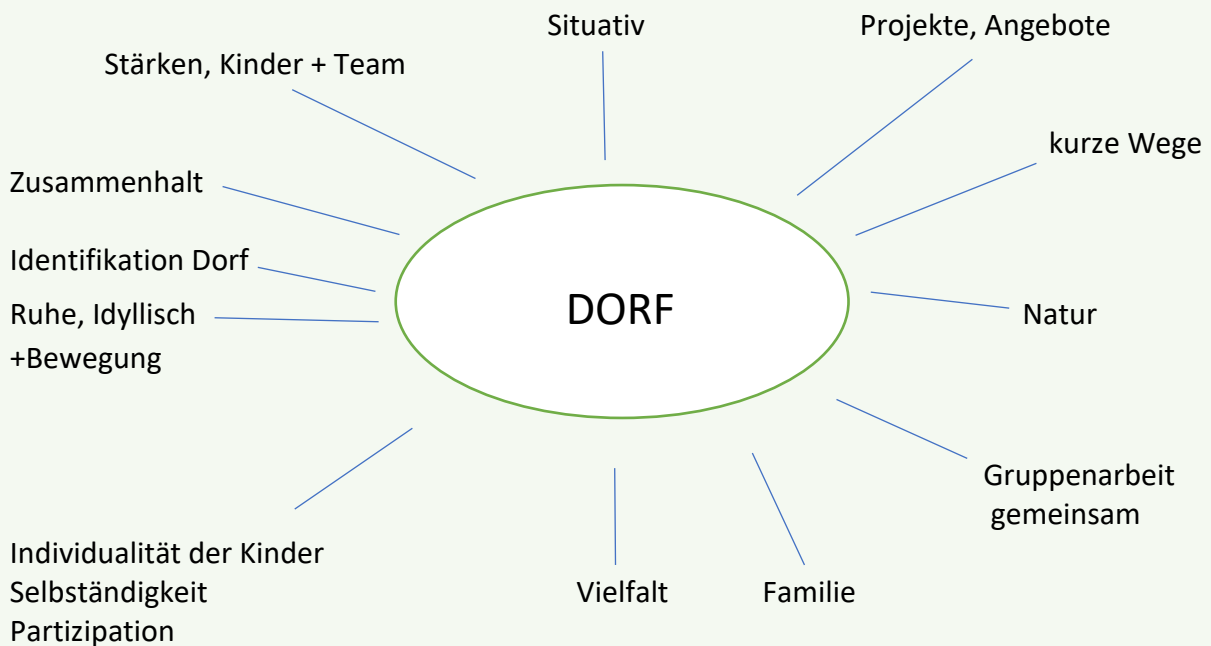 Situativ
Projekte, Angebote
Stärken, Kinder + Team
kurze Wege
Zusammenhalt
Identifikation Dorf
Ruhe, Idyllisch
+Bewegung
DORF
Natur
Gruppenarbeit
gemeinsam
Individualität der Kinder
Selbständigkeit
Partizipation
Vielfalt
Familie